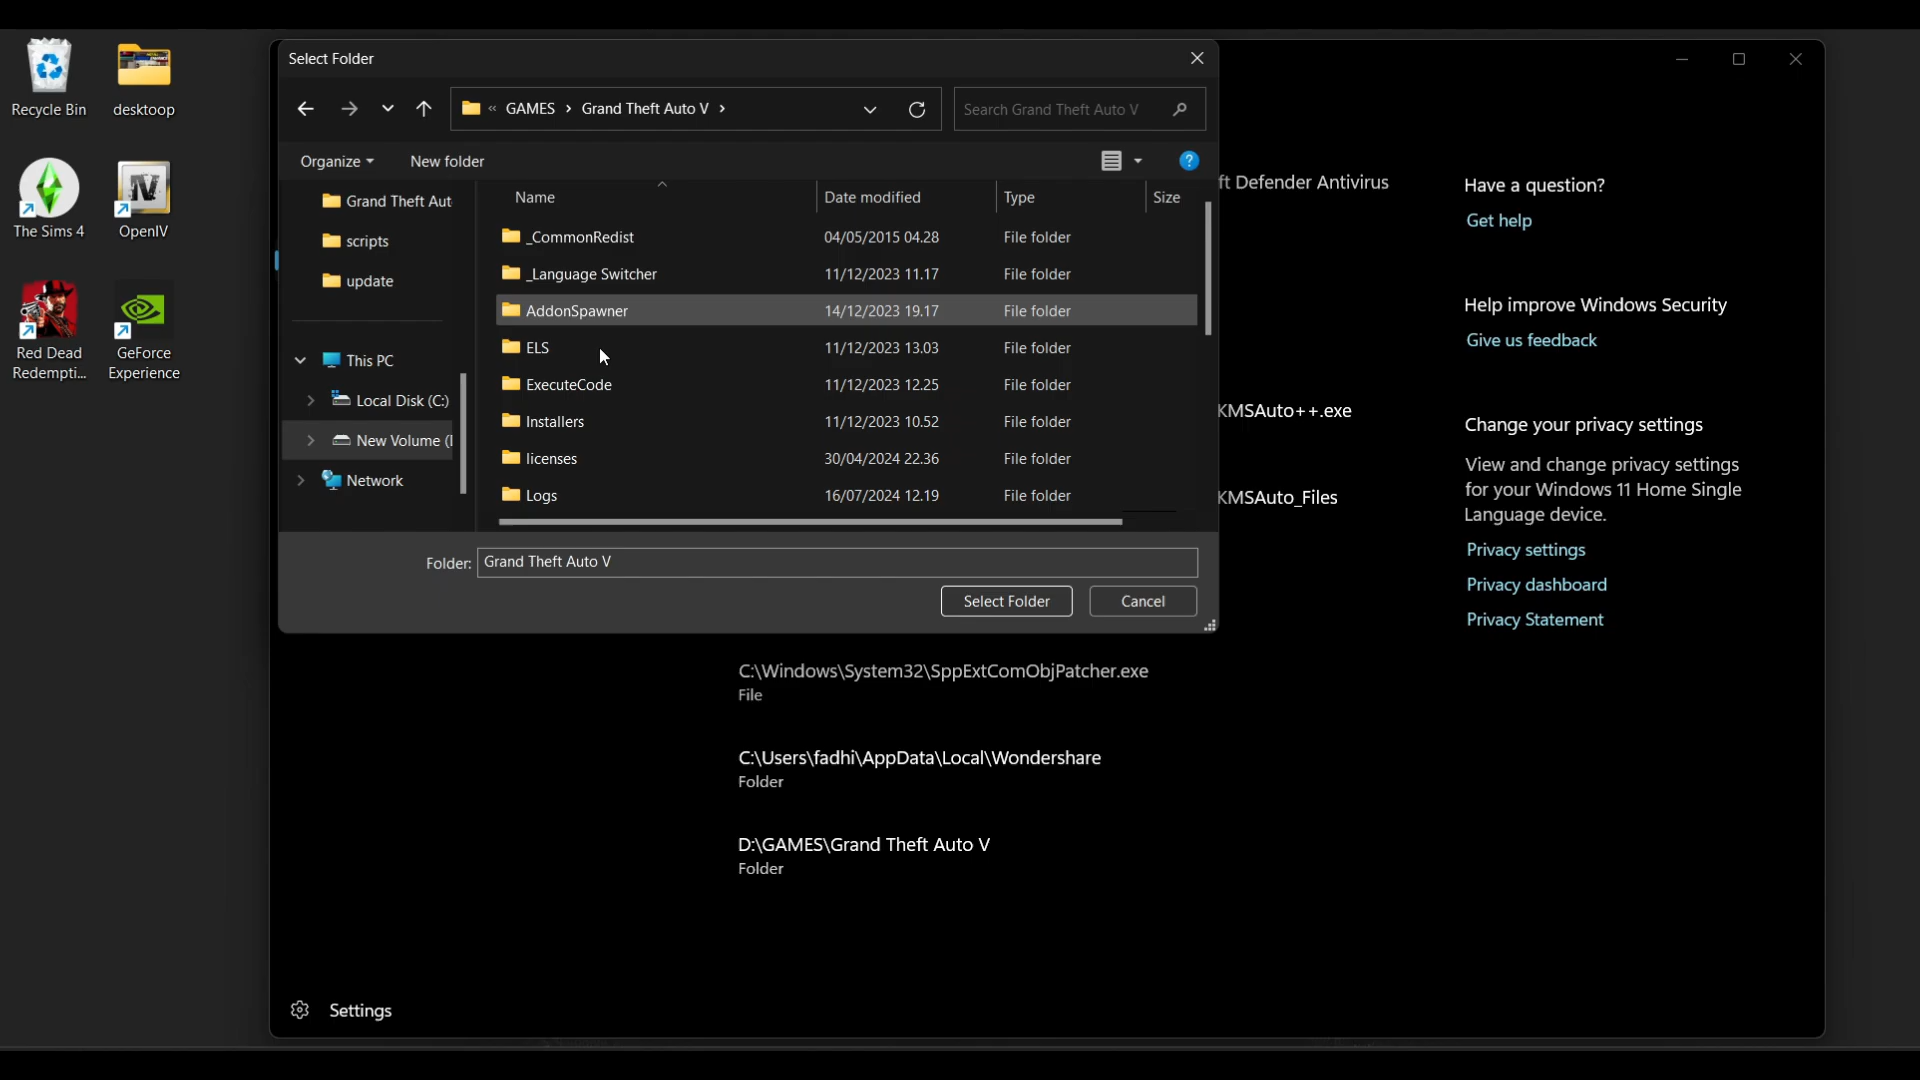 Recycle Bin
desktoop
The Sims 4
OpenIV
Red Dead
Redempti...
GeForce
Experience
Select Folder
« GAMES > Grand Theft Auto V >
Search Grand Theft Auto V
Organize
New folder
Grand Theft Aut
scripts
update
This PC
Local Disk (C:)
New Volume (
Network
Name Date modified Type Size
_CommonRedist 04/05/2015 04.28 File folder
_Language Switcher 11/12/2023 11.17 File folder
AddonSpawner 14/12/2023 19.17 File folder
ELS 11/12/2023 13.03 File folder
ExecuteCode 11/12/2023 12.25 File folder
Installers 11/12/2023 10.52 File folder
licenses 30/04/2024 22.36 File folder
Logs 16/07/2024 12.19 File folder
Folder: Grand Theft Auto V
Select Folder
Cancel
ft Defender Antivirus
KMSAuto++.exe
KMSAuto_Files
C:\Windows\System32\SppExtComObjPatcher.exe
File
C:\Users\fadhi\AppData\Local\Wondershare
Folder
D:\GAMES\Grand Theft Auto V
Folder
Have a question?
Get help
Help improve Windows Security
Give us feedback
Change your privacy settings
View and change privacy settings
for your Windows 11 Home Single
Language device.
Privacy settings
Privacy dashboard
Privacy Statement
Settings